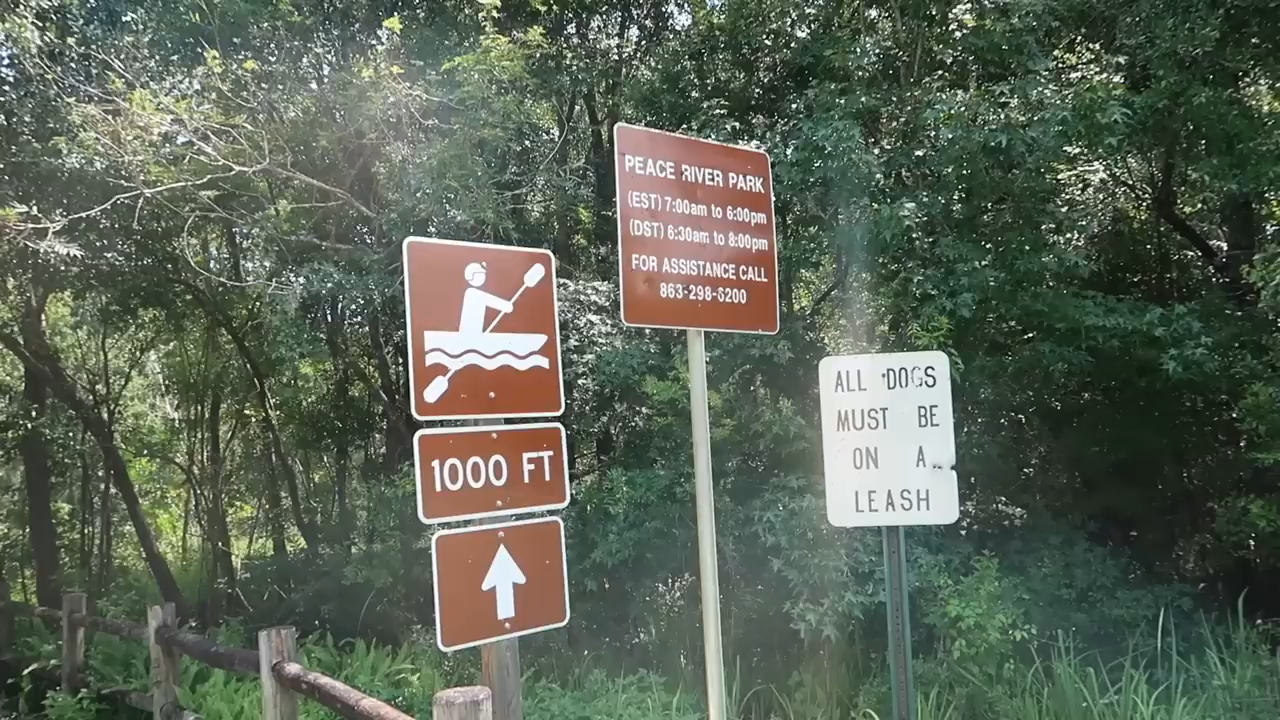 PEACE RIVER PARK
(EST) 7:00am to 6:00pm
(DST) 6:30am to 8:00pm
FOR ASSISTANCE CALL
863-298-6200
1000 FT
ALL DOGS
MUST BE
ON A
LEASH